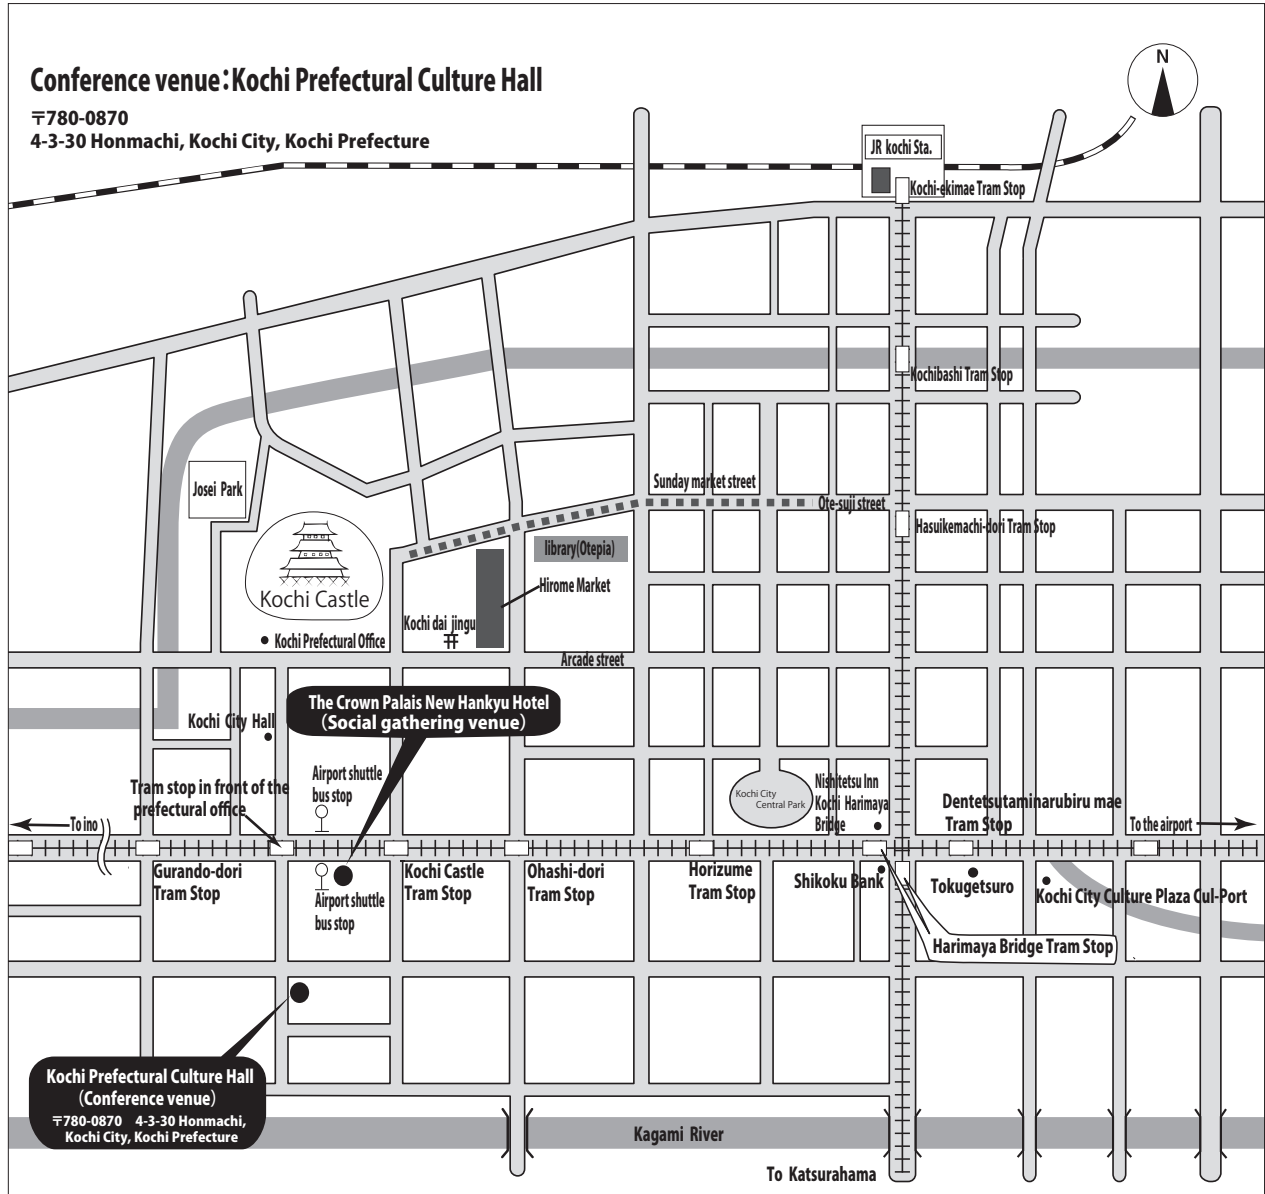 Conference venue：Kochi Prefectural Culture Hall
〒780-0870
4-3-30 Honmachi, Kochi City, Kochi Prefecture
N
JR kochi Sta.
Kochi-ekimae Tram Stop
Kochibashi Tram Stop
Sunday market street
Josei Park
Ote-suji street
Hasuikemachi-dori Tram Stop
library(Otepia)
Hirome Market
Kochi Castle
Kochi dai jingu
Kochi Prefectural Office
Arcade street
The Crown Palais New Hankyu Hotel
（Social gathering venue）
Kochi City Hall
Airport shuttle
bus stop
Tram stop in front of the
prefectural office
Kochi City
Central Park
Nishitetsu Inn
Kochi Harimaya
Bridge
Dentetsutaminarubiru mae
Tram Stop
To ino
To the airport
Gurando-dori
Tram Stop
Kochi Castle
Tram Stop
Ohashi-dori
Tram Stop
Horizume
Tram Stop
Shikoku Bank
Tokugetsuro
Kochi City Culture Plaza Cul-Port
Airport shuttle
bus stop
Harimaya Bridge Tram Stop
Kochi Prefectural Culture Hall
（Conference venue）
〒780-0870 4-3-30 Honmachi,
Kochi City, Kochi Prefecture
Kagami River
To Katsurahama